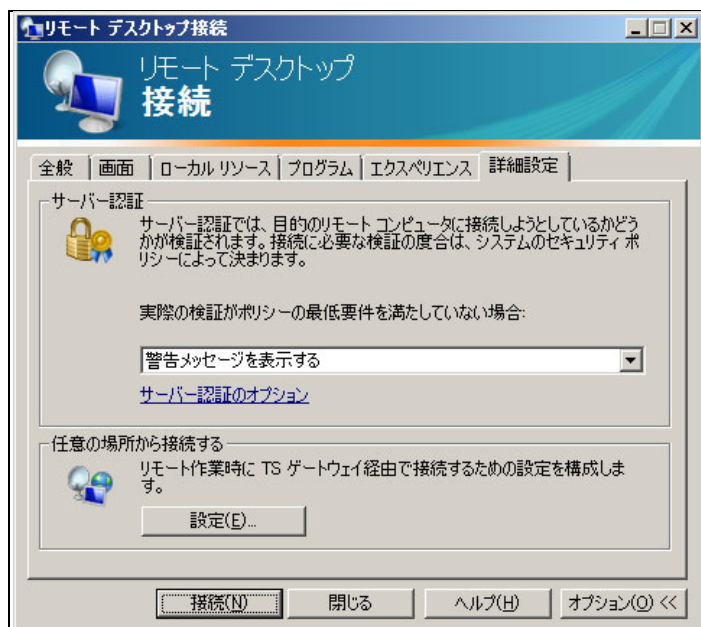 リモート デスクトップ接続
リモート デスクトップ
接続
全般
画面
ローカル リソース
プログラム
エクスペリエンス
詳細設定
サーバー認証
サーバー認証では、目的のリモート コンピュータに接続しようとしているかどう
かが検証されます。接続に必要な検証の度合は、システムのセキュリティ ポ
リシーによって決まります。
実際の検証がポリシーの最低要件を満たしていない場合:
警告メッセージを表示する
サーバー認証のオプション
任意の場所から接続する
リモート作業時に TS ゲートウェイ経由で接続するための設定を構成しま
す。
設定(E)...
接続(N)
閉じる
ヘルプ(H)
オプション(O) <<